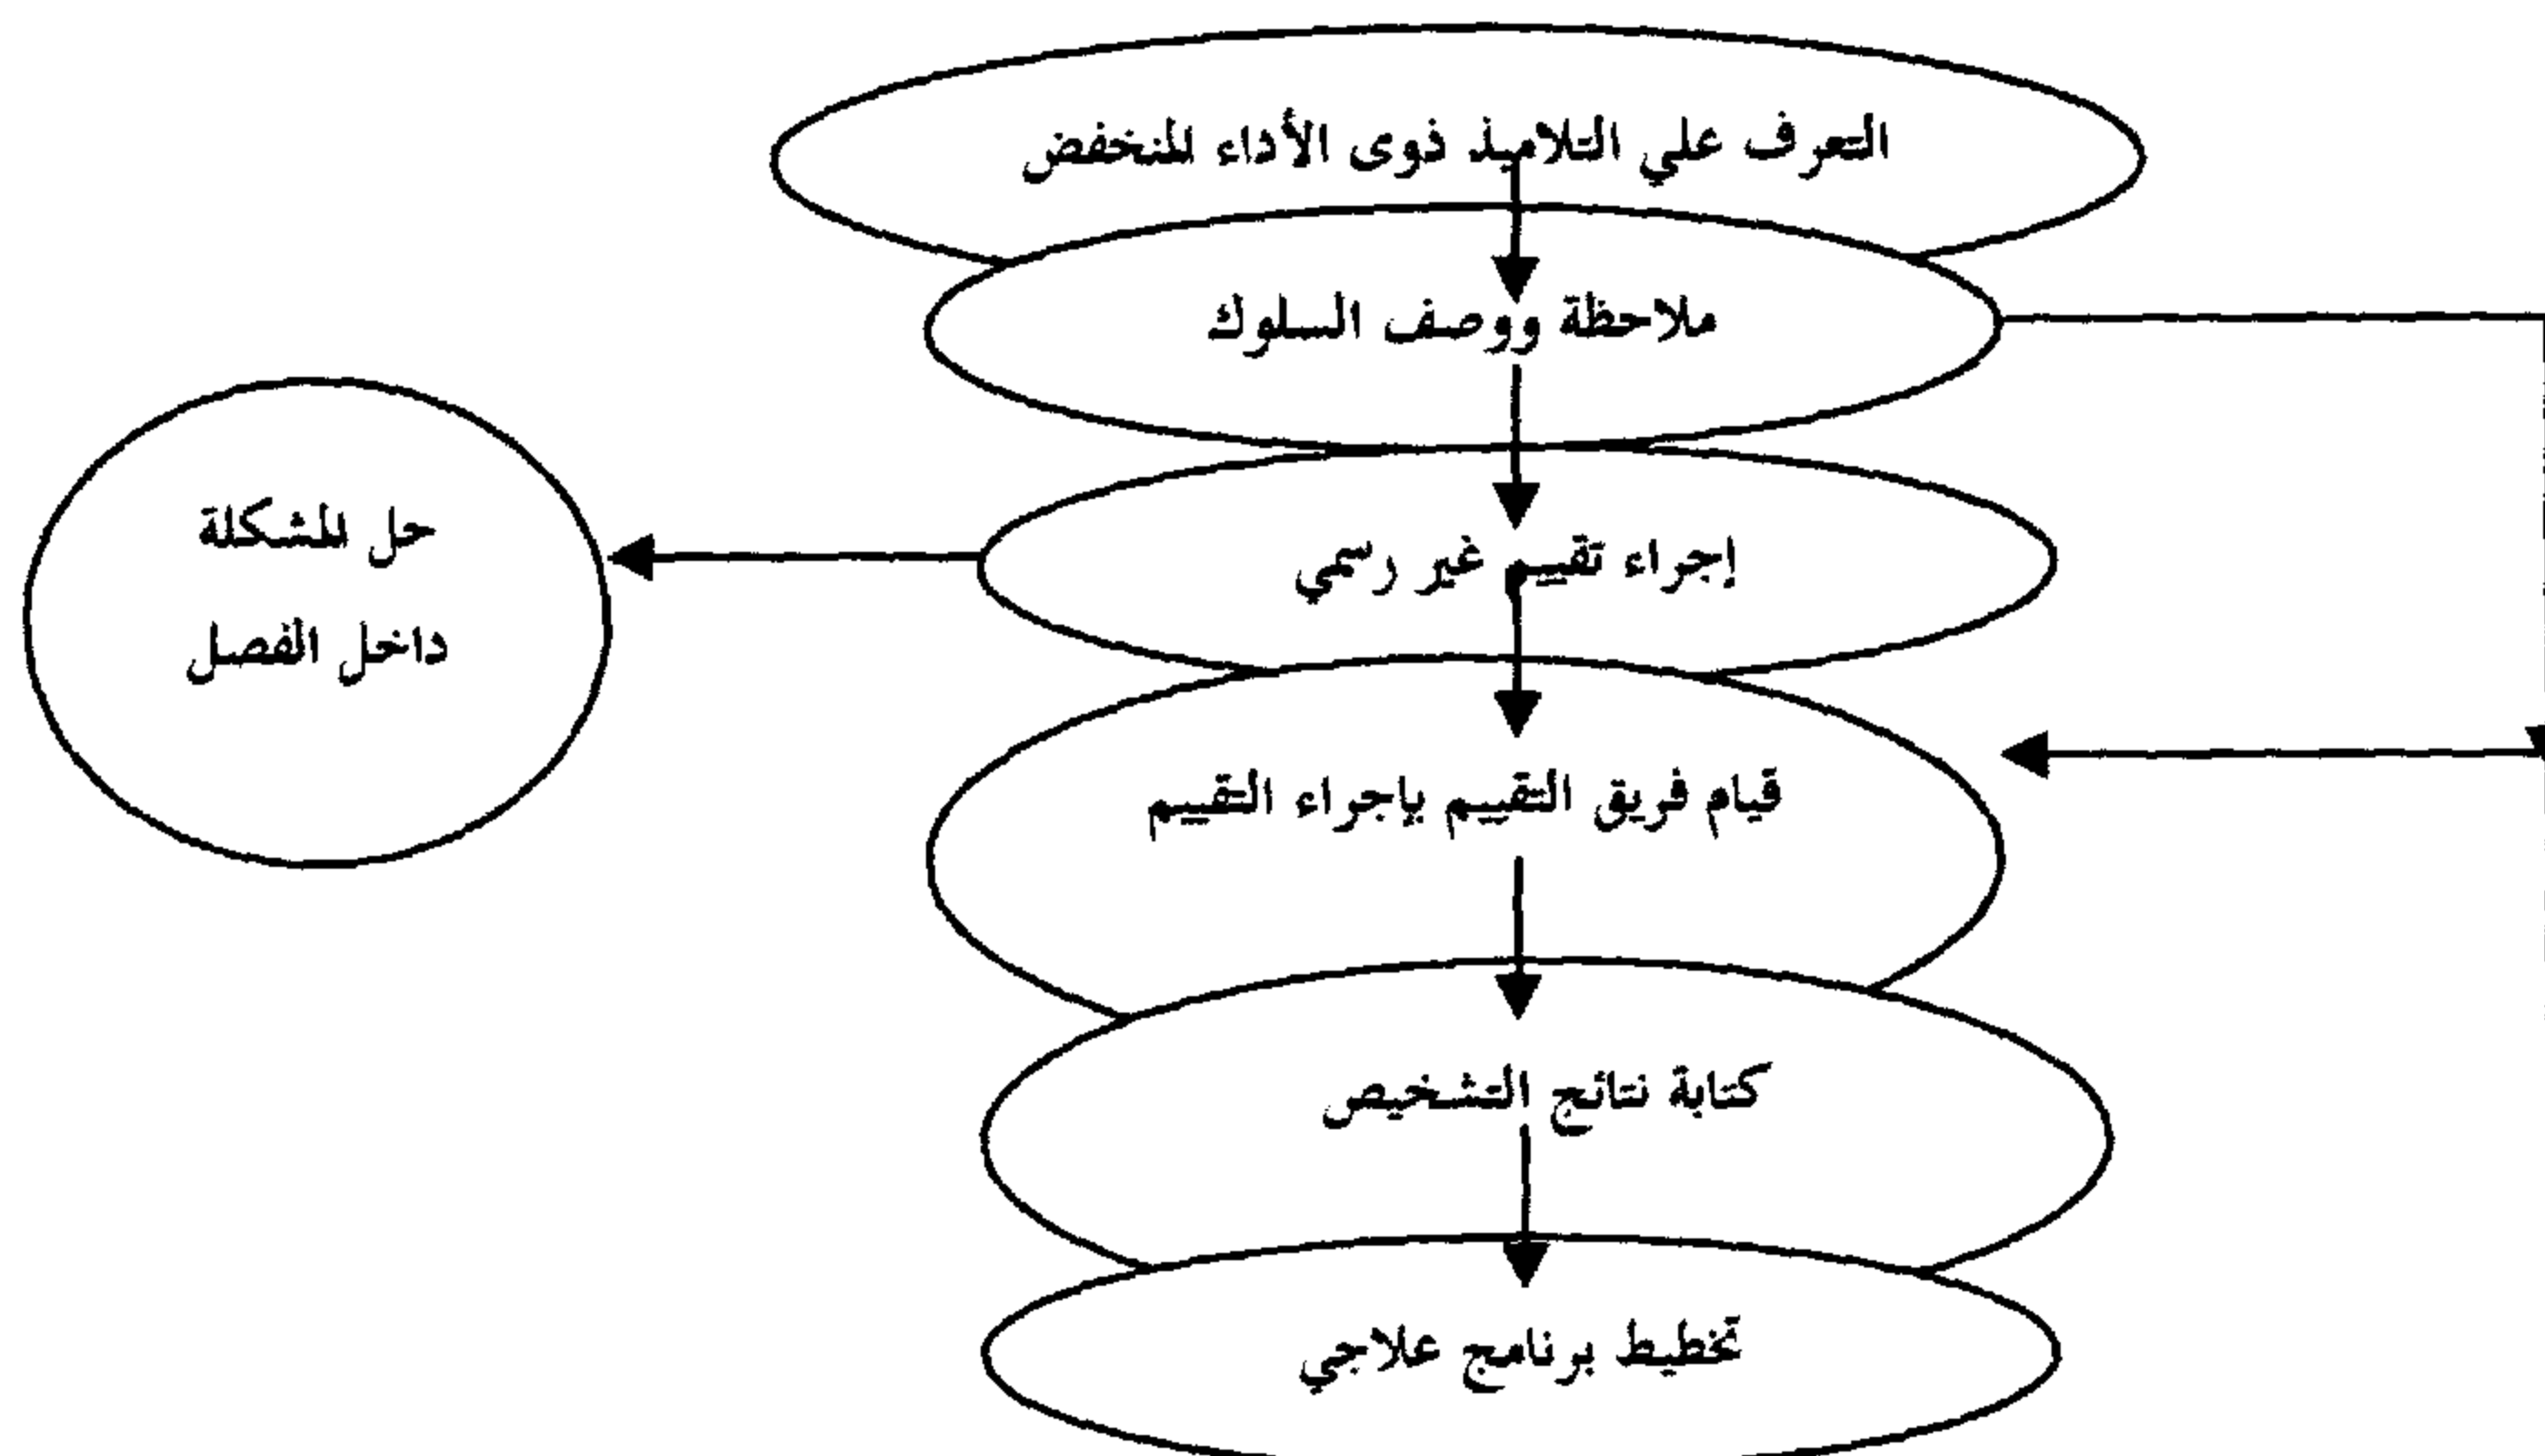 التعرف علي التلاميذ ذوى الأداء المنخفض
ملاحظة ووصف السلوك
إجراء تقييم غير رسمي
حل المشكلة
داخل الفصل
قيام فريق التقييم بإجراء التقييم
كتابة نتائج التشخيص
تخطيط برنامج علاجي